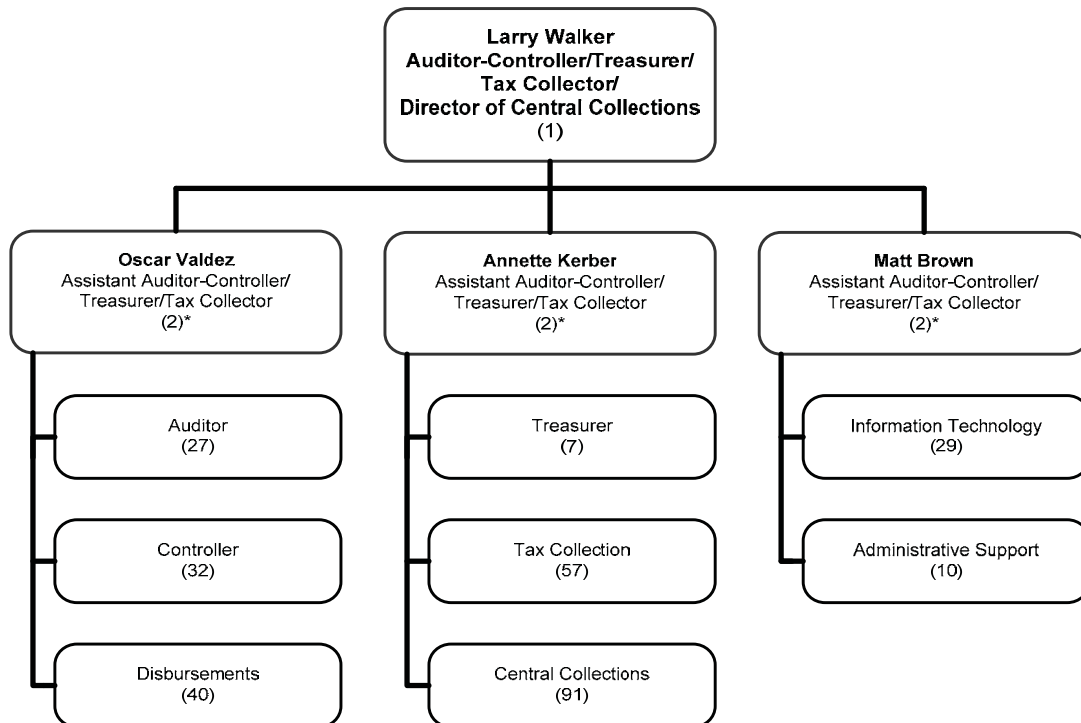 Larry Walker
Auditor-Controller/Treasurer/
Tax Collector/
Director of Central Collections
(1)
Oscar Valdez
Assistant Auditor-Controller/
Treasurer/Tax Collector
(2)*
Annette Kerber
Assistant Auditor-Controller/
Treasurer/Tax Collector
(2)*
Matt Brown
Assistant Auditor-Controller/
Treasurer/Tax Collector
(2)*
Auditor
(27)
Treasurer
(7)
Information Technology
(29)
Controller
(32)
Tax Collection
(57)
Administrative Support
(10)
Disbursements
(40)
Central Collections
(91)